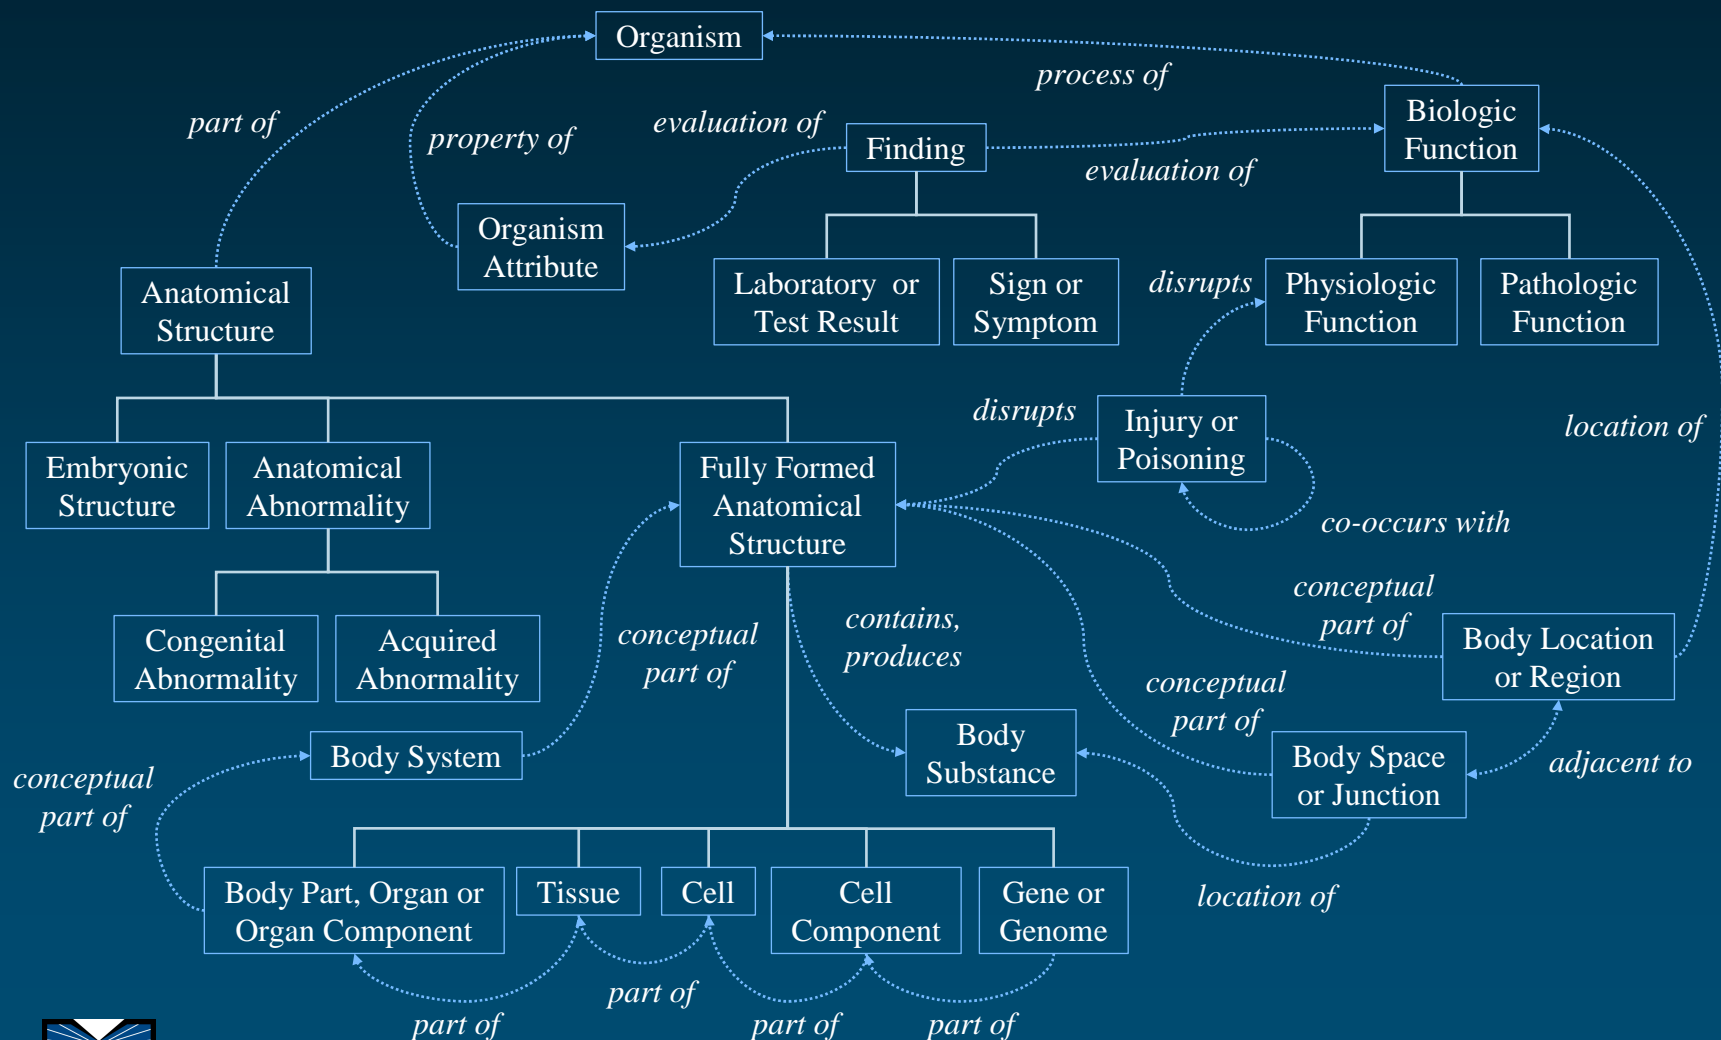 Organism
process of
part of
property of
evaluation of
Finding
evaluation of
Biologic
Function
Organism
Attribute
Anatomical
Structure
Laboratory or
Test Result
Sign or
Symptom
disrupts
Physiologic
Function
Pathologic
Function
disrupts
Injury or
Poisoning
location of
Embryonic
Structure
Anatomical
Abnormality
Fully Formed
Anatomical
Structure
co-occurs with
Congenital
Abnormality
Acquired
Abnormality
conceptual
part of
contains,
produces
conceptual
part of
Body Location
or Region
conceptual
part of
Body System
Body
Substance
Body Space
or Junction
adjacent to
conceptual
part of
Body Part, Organ or
Organ Component
Tissue
Cell
Cell
Component
Gene or
Genome
location of
part of
part of
part of
part of